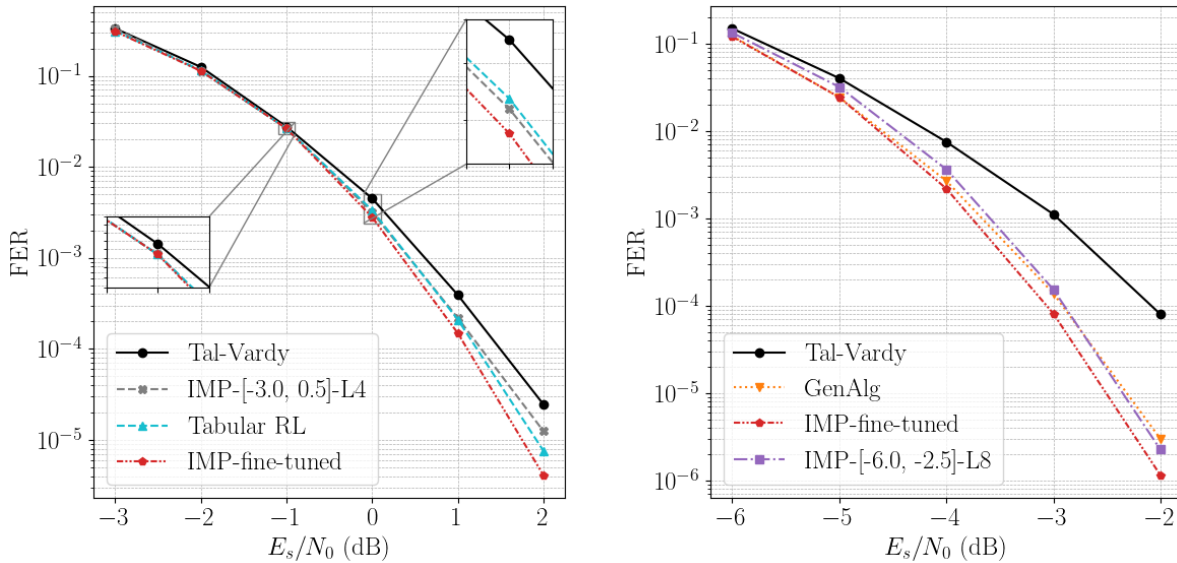 10^{-1}
10^{-2}
10^{-3}
10^{-4}
10^{-5}
FER
Tal-Vardy
IMP-[-3.0, 0.5]-L4
Tabular RL
IMP-fine-tuned
−3 −2 −1 0 1 2
E_s/N_0 (dB)
10^{-1}
10^{-2}
10^{-3}
10^{-4}
10^{-5}
10^{-6}
FER
Tal-Vardy
GenAlg
IMP-fine-tuned
IMP-[-6.0, -2.5]-L8
−6 −5 −4 −3 −2
E_s/N_0 (dB)